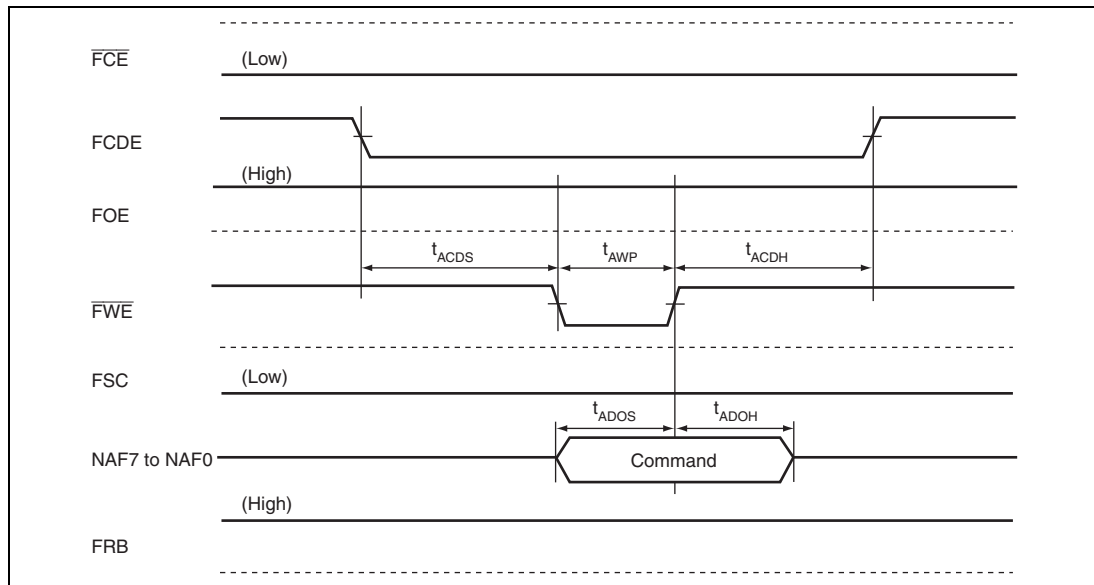 FCE (Low)
FCDE
(High)
FOE
tACDS tAWP tACDH
FWE
FSC (Low)
tADOS tADOH
NAF7 to NAF0 Command
(High)
FRB